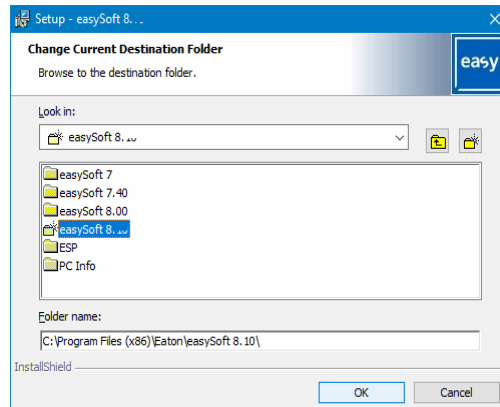 Setup - easySoft 8...
Change Current Destination Folder
Browse to the destination folder.
easy
Look in:
easySoft 8.
easySoft 7
easySoft 7.40
easySoft 8.00
easySoft 8.
ESP
PC Info
Folder name:
C:\Program Files (x86)\Eaton\easySoft 8.10\
InstallShield
OK
Cancel